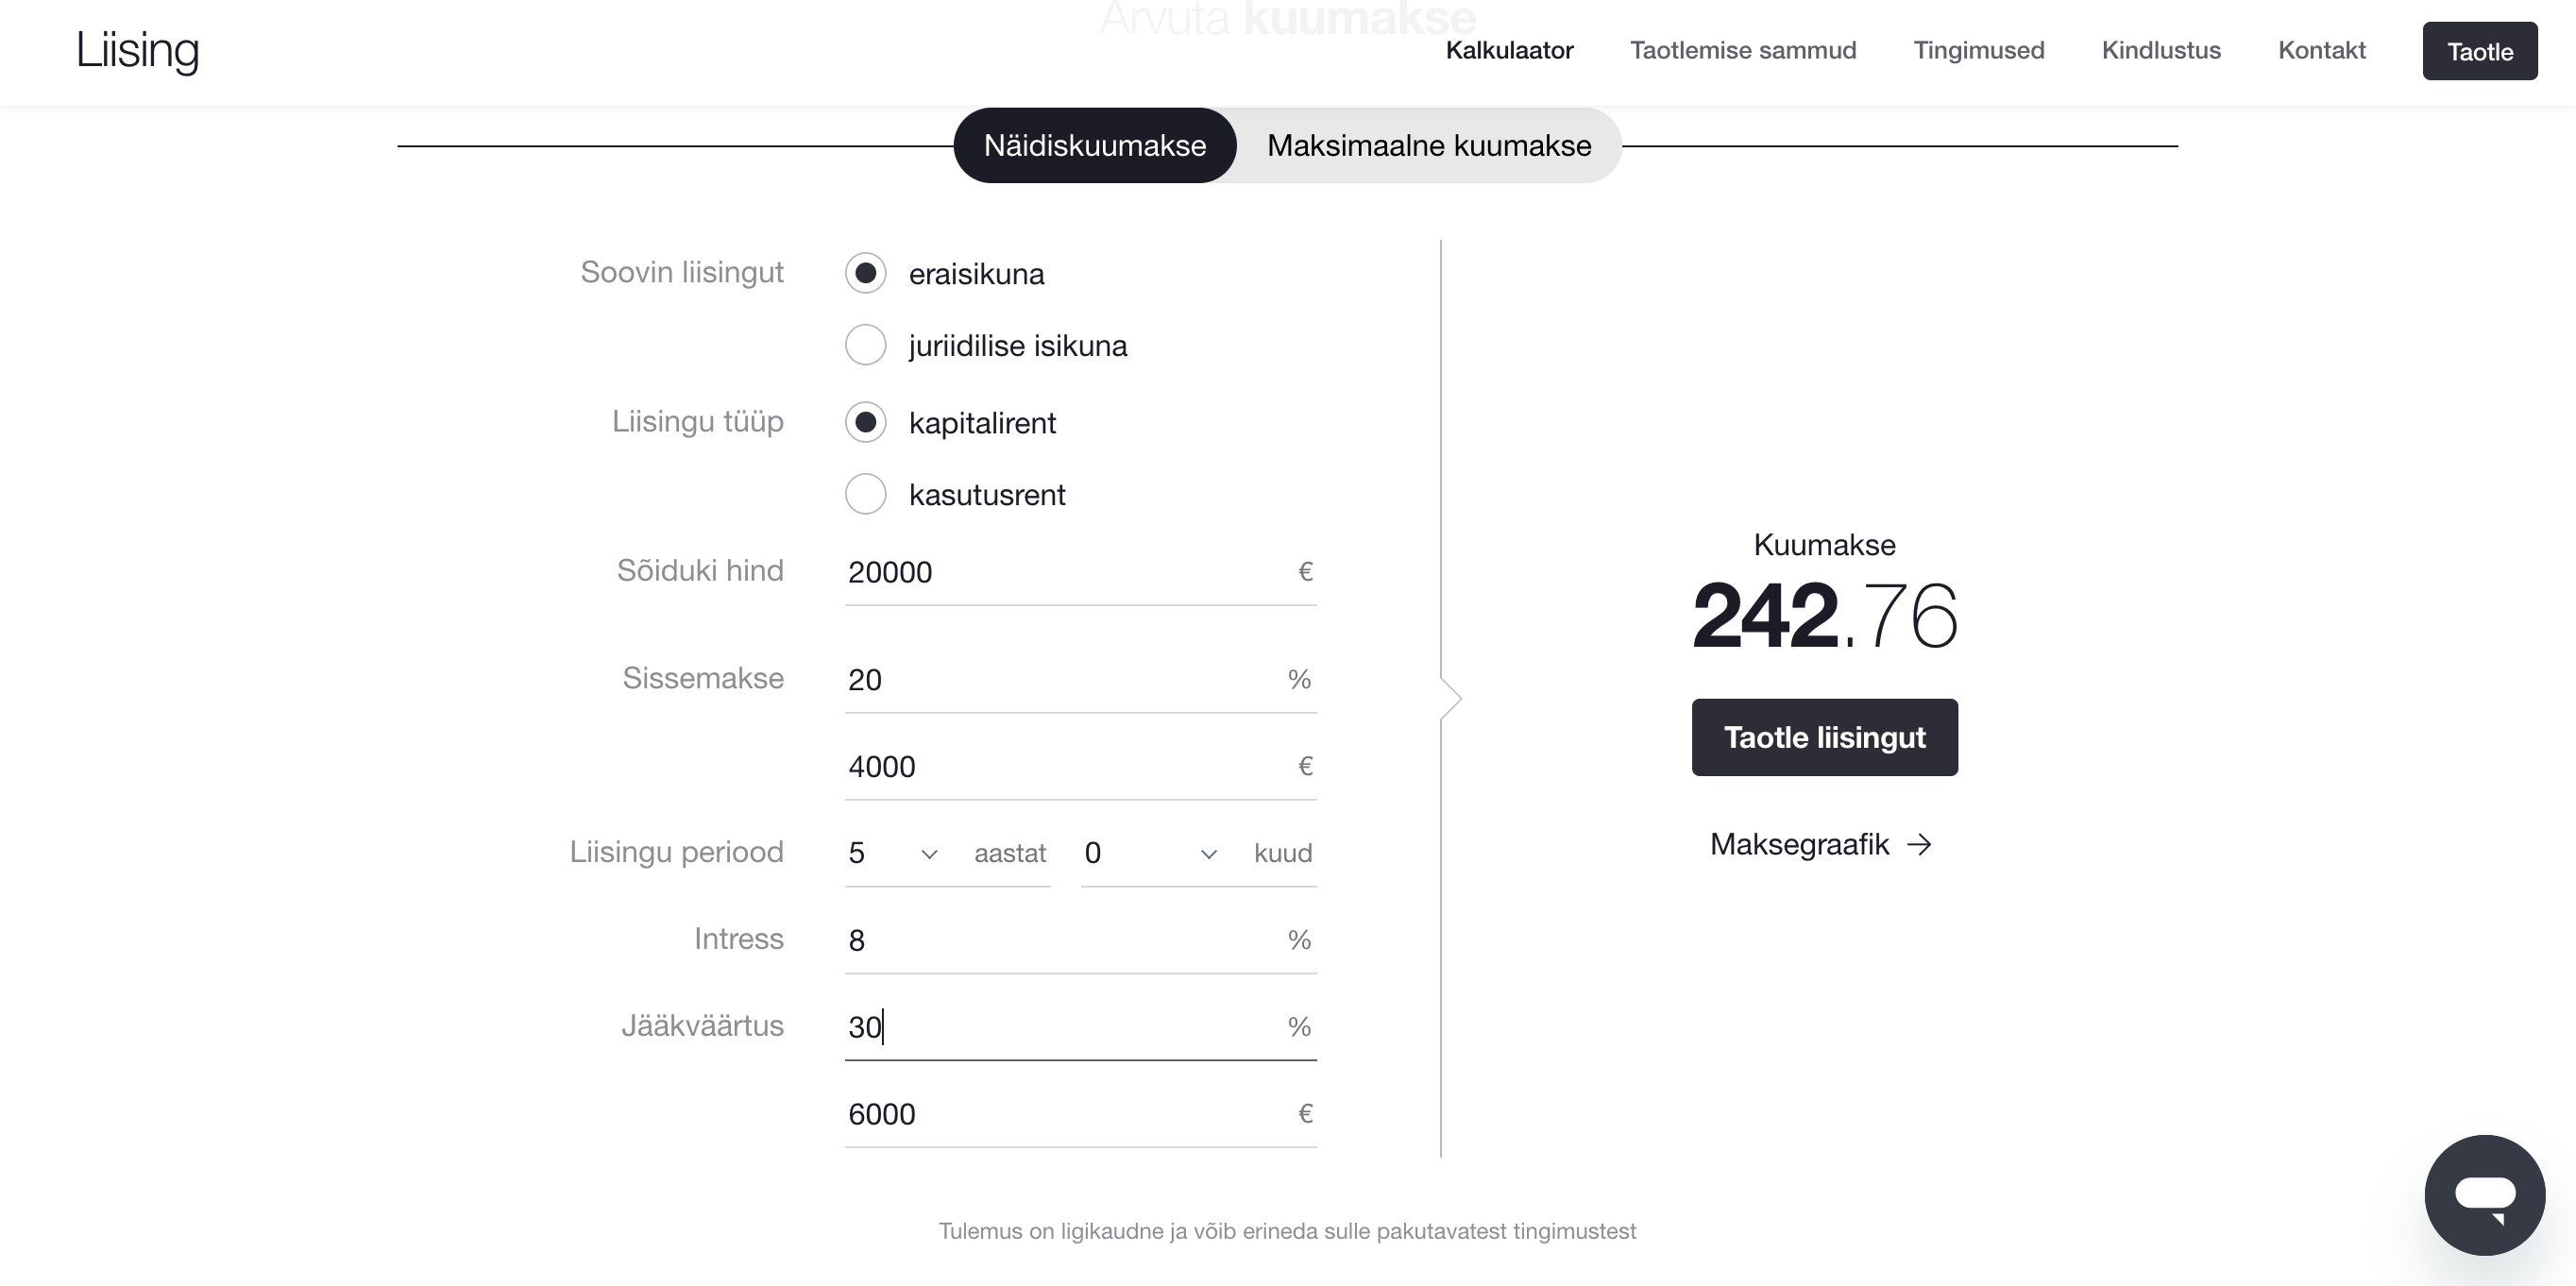 Arvuta kuumakse
Liising
Kalkulaator Taotlemise sammud Tingimused Kindlustus Kontakt Taotle
Näidiskuumakse Maksimaalne kuumakse
Soovin liisingut eraisikuna
juriidilise isikuna
Liisingu tüüp kapitalirent
kasutusrent
Sõiduki hind 20000 €
Sissemakse 20 %
4000 €
Liisingu periood 5 aastat 0 kuud
Intress 8 %
Jääkväärtus 30 %
6000 €
Kuumakse
242.76
Taotle liisingut
Maksegraafik →
Tulemus on ligikaudne ja võib erineda sulle pakutavatest tingimustest